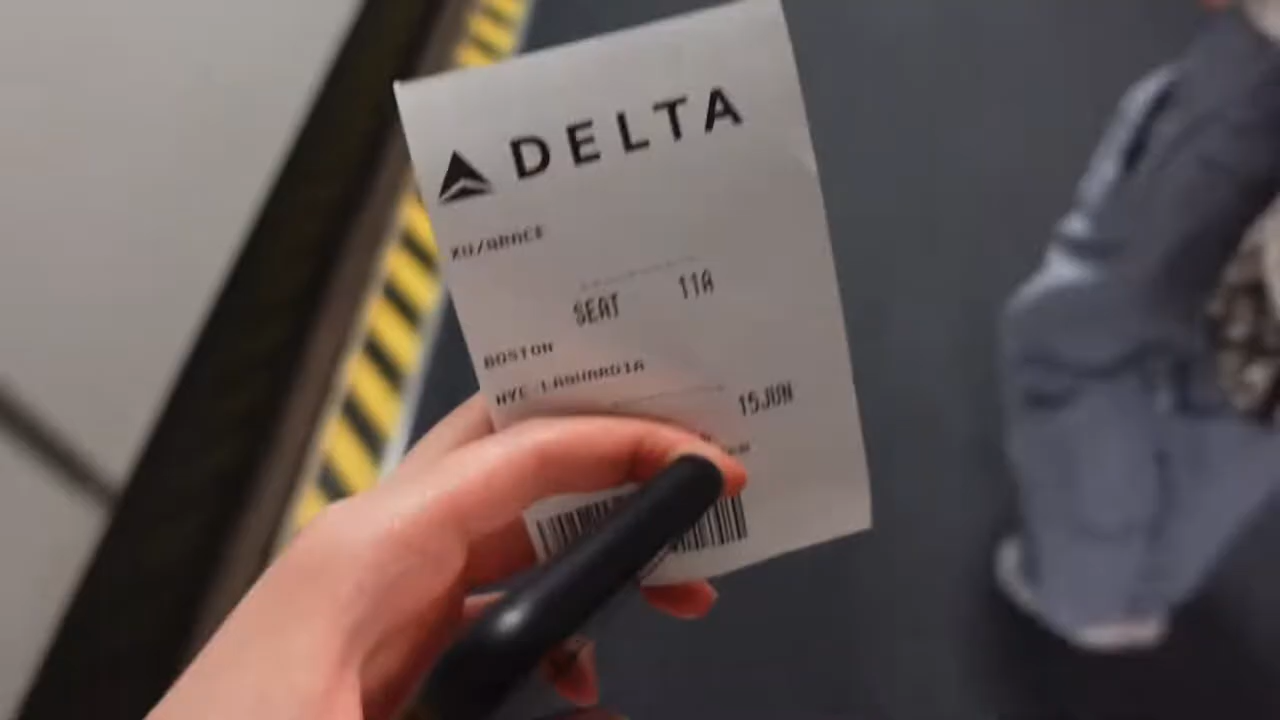 DELTA
XU/GRACE
SEAT 11A
BOSTON
NYC-LAGUARDIA
15JUN